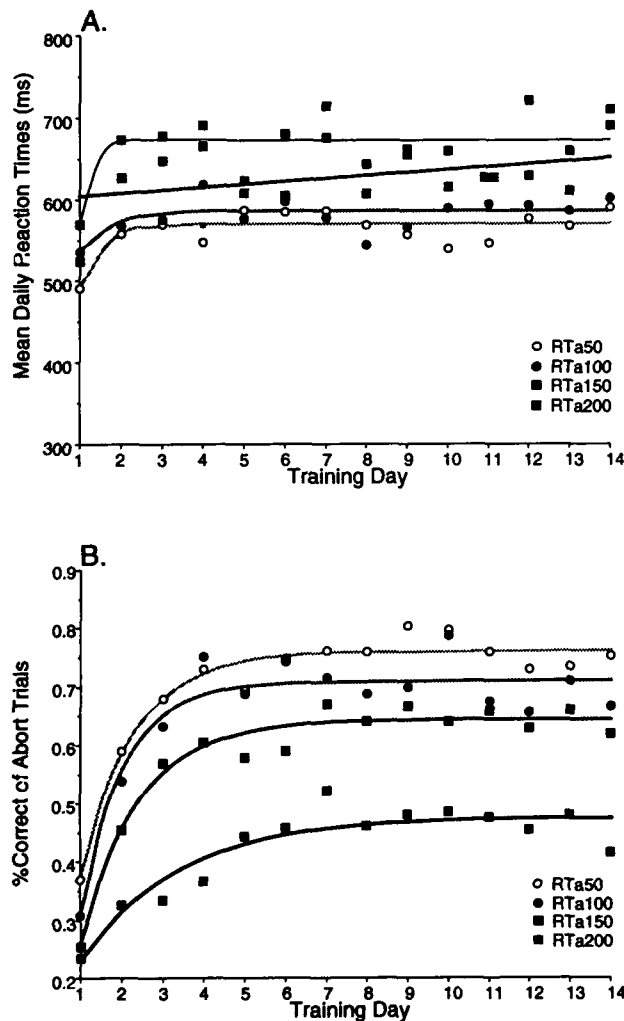 A.
Mean Daily Reaction Times (ms)
800
700
600
500
400
300
RTa50
RTa100
RTa150
RTa200
1 2 3 4 5 6 7 8 9 10 11 12 13 14
Training Day
B.
%Correct of Abort Trials
0.9
0.8
0.7
0.6
0.5
0.4
0.3
0.2
RTa50
RTa100
RTa150
RTa200
1 2 3 4 5 6 7 8 9 10 11 12 13 14
Training Day